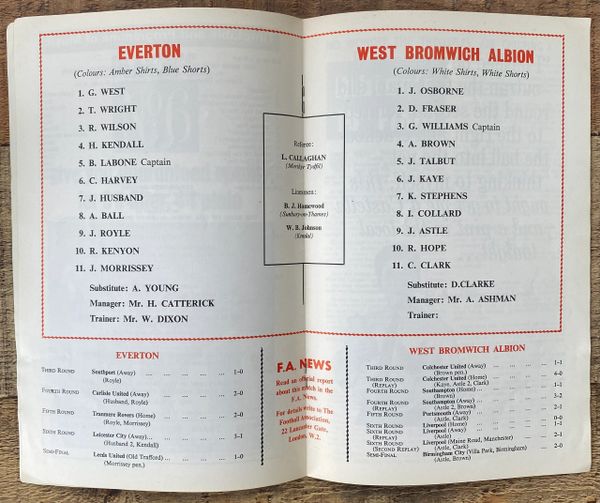 EVERTON
(Colours: Amber Shirts, Blue Shorts)
1. G. WEST
2. T. WRIGHT
3. R. WILSON
4. H. KENDALL
5. B. LABONE Captain
6. C. HARVEY
7. J. HUSBAND
8. A. BALL
9. J. ROYLE
10. R. KENYON
11. J. MORRISSEY
Substitute: A. YOUNG
Manager: Mr. H. CATTERICK
Trainer: Mr. W. DIXON
Referee:
L. CALLAGHAN
(Merthyr Tydfil)
Linesmen:
B. J. Homewood
(Sunbury-on-Thames)
W. B. Johnson
(Kendal)
WEST BROMWICH ALBION
(Colours: White Shirts, White Shorts)
1. J. OSBORNE
2. D. FRASER
3. G. WILLIAMS Captain
4. A. BROWN
5. J. TALBUT
6. J. KAYE
7. K. STEPHENS
8. I. COLLARD
9. J. ASTLE
10. R. HOPE
11. C. CLARK
Substitute: D.CLARKE
Manager: Mr. A. ASHMAN
Trainer:
EVERTON
THIRD ROUND Southport (Away) ... ... ... ... 1-0
(Royle)
FOURTH ROUND Carlisle United (Away) ... ... ... 2-0
(Husband, Royle)
FIFTH ROUND Tranmere Rovers (Home) ... ... ... 2-0
(Royle, Morrissey)
SIXTH ROUND Leicester City (Away) ... ... ... ... 3-1
(Husband 2, Kendall)
SEMI-FINAL Leeds United (Old Trafford) ... ... ... 1-0
(Morrissey pen.)
F.A. NEWS
Read an official report
about this match in the
F.A. News.
For details write to The
Football Association,
22 Lancaster Gate,
London, W.2.
WEST BROMWICH ALBION
THIRD ROUND Colchester United (Away) ... ... ... ... 1-1
(Brown pen.)
THIRD ROUND Colchester United (Home) ... ... ... ... 4-0
(REPLAY) (Kaye, Astle 2, Clark)
FOURTH ROUND Southampton (Home) ... ... ... ... 1-1
(Brown)
FOURTH ROUND Southampton (Away) ... ... ... ... 3-2
(REPLAY) (Astle 2, Brown)
FIFTH ROUND Portsmouth (Away) ... ... ... ... 2-1
(Astle, Clark)
SIXTH ROUND Liverpool (Home) ... ... ... ... 0-0
SIXTH ROUND Liverpool (Away) ... ... ... ... 1-1
(REPLAY) (Astle)
SIXTH ROUND Liverpool (Maine Road, Manchester) ... ... 2-1
(SECOND REPLAY) (Astle, Clark)
SEMI-FINAL Birmingham City (Villa Park, Birmingham) ... 2-0
(Astle, Brown)